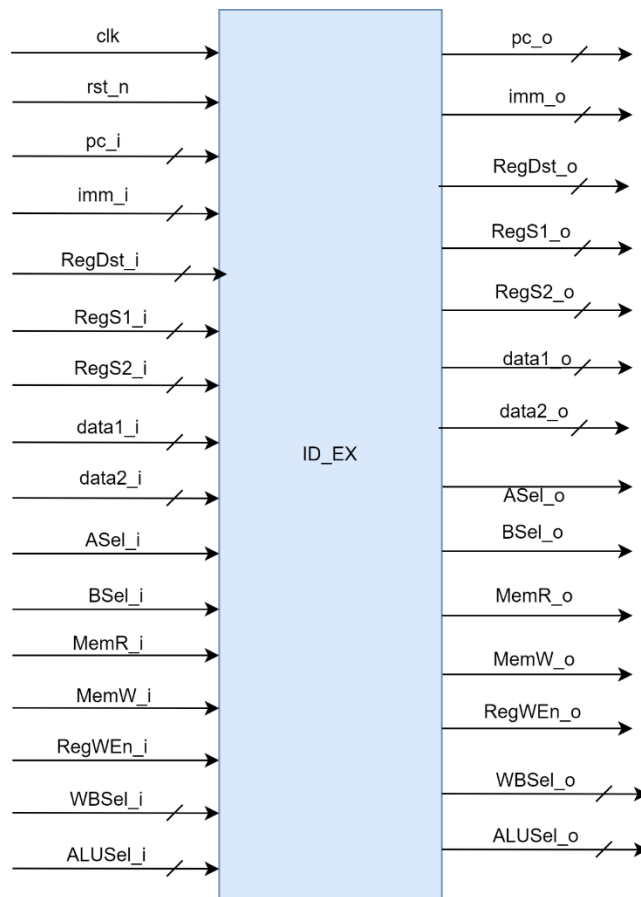 clk
rst_n
pc_i
imm_i
RegDst_i
RegS1_i
RegS2_i
data1_i
data2_i
ASel_i
BSel_i
MemR_i
MemW_i
RegWEn_i
WBSel_i
ALUSel_i
ID_EX
pc_o
imm_o
RegDst_o
RegS1_o
RegS2_o
data1_o
data2_o
ASel_o
BSel_o
MemR_o
MemW_o
RegWEn_o
WBSel_o
ALUSel_o